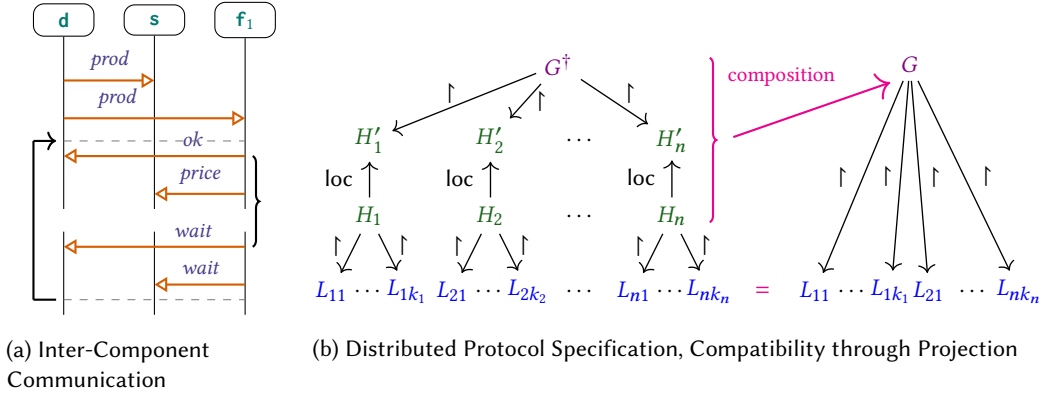 d s f₁
prod
prod
ok
price
wait
wait
(a) Inter-Component
Communication
G† composition G
↾ ↾ ↾
H′₁ H′₂ ⋯ H′ₙ
loc loc loc
↾ ↾ ↾ ↾
H₁ H₂ ⋯ Hₙ
↾ ↾ ↾ ↾ ↾ ↾
L₁₁ ⋯ L₁ₖ₁ L₂₁ ⋯ L₂ₖ₂ ⋯ Lₙ₁ ⋯ Lₙₖₙ = L₁₁ ⋯ L₁ₖ₁ L₂₁ ⋯ Lₙₖₙ
(b) Distributed Protocol Specification, Compatibility through Projection